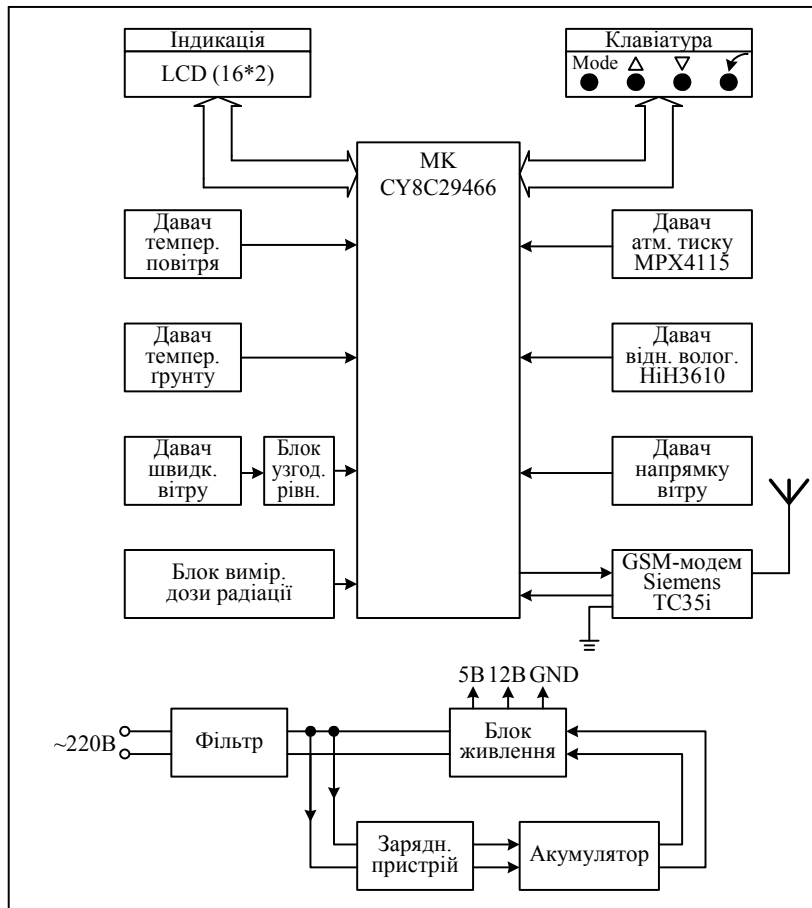 Індикація
LCD (16*2)
Клавіатура
Mode
МК
CY8C29466
Давач
темпер.
повітря
Давач
атм. тиску
MPX4115
Давач
темпер.
ґрунту
Давач
відн. волог.
HiH3610
Давач
швидк.
вітру
Блок
узгод.
рівн.
Давач
напрямку
вітру
Блок вимір.
дози радіації
GSM-модем
Siemens
TC35i
5В 12В GND
~220В
Фільтр
Блок
живлення
Зарядн.
пристрій
Акумулятор